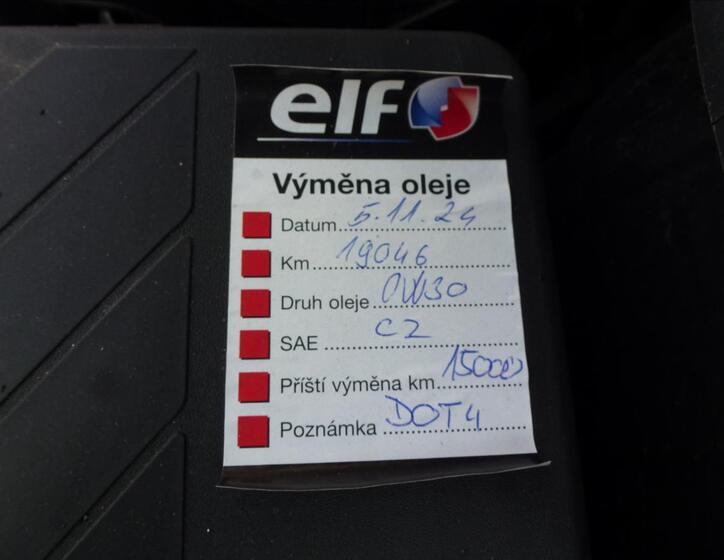 elf
Výměna oleje
Datum 5.11.24
Km 19046
Druh oleje 0W30
SAE C2
Příští výměna km 15000
Poznámka DOT4